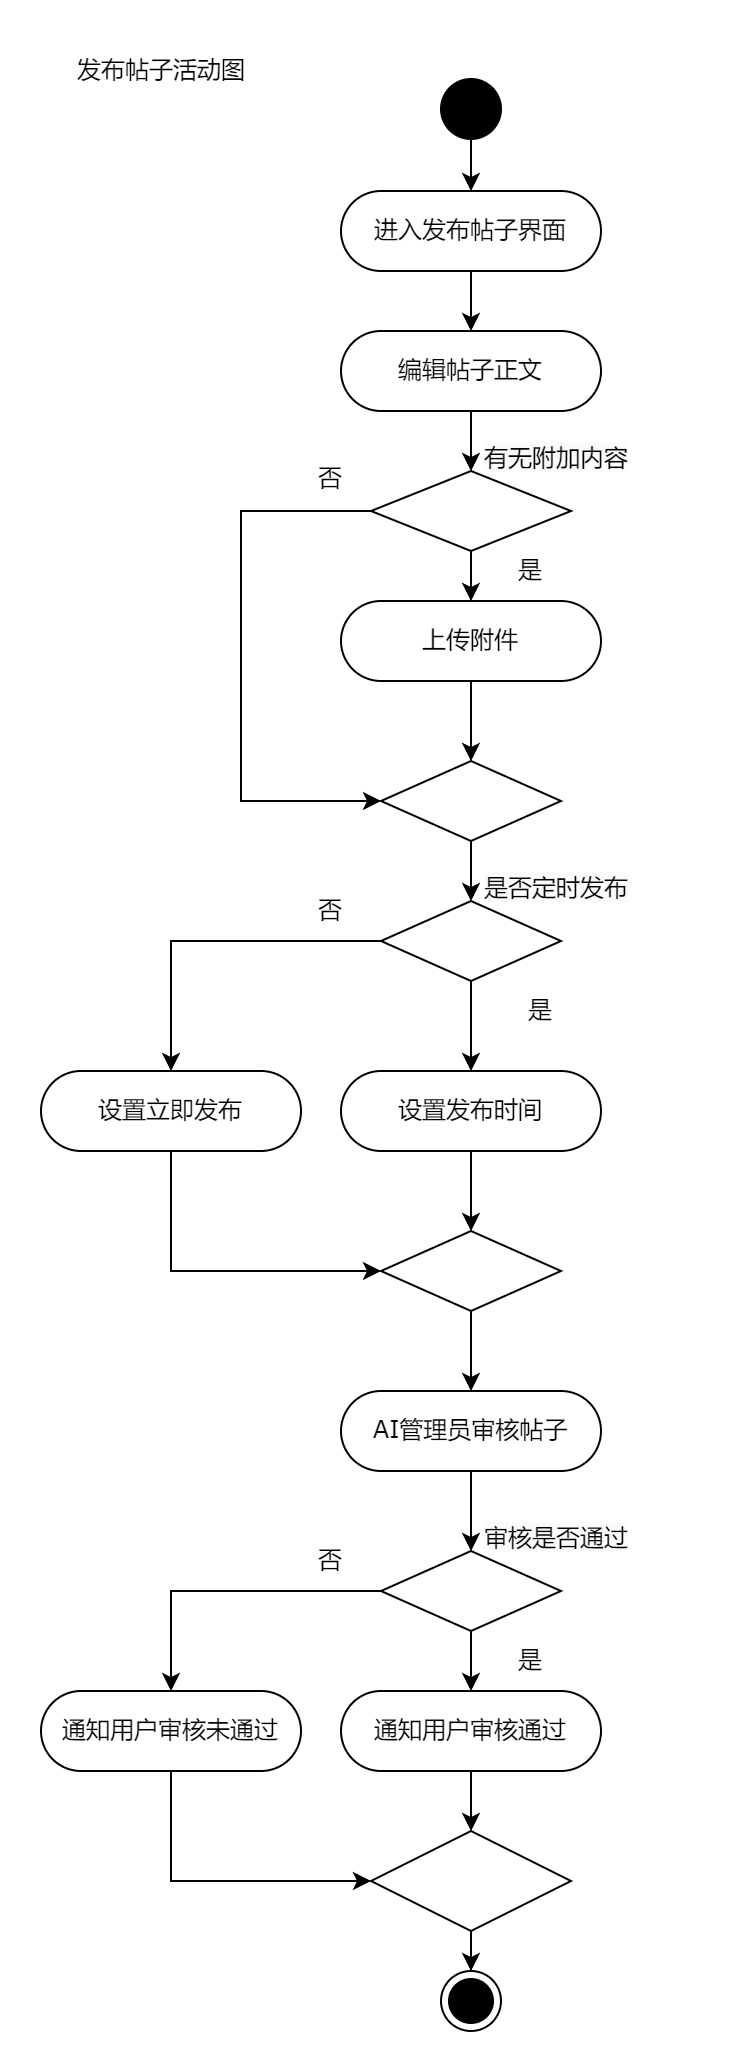 发布帖子活动图
进入发布帖子界面
编辑帖子正文
有无附加内容
否
是
上传附件
是否定时发布
否
是
设置立即发布
设置发布时间
AI管理员审核帖子
审核是否通过
否
是
通知用户审核未通过
通知用户审核通过